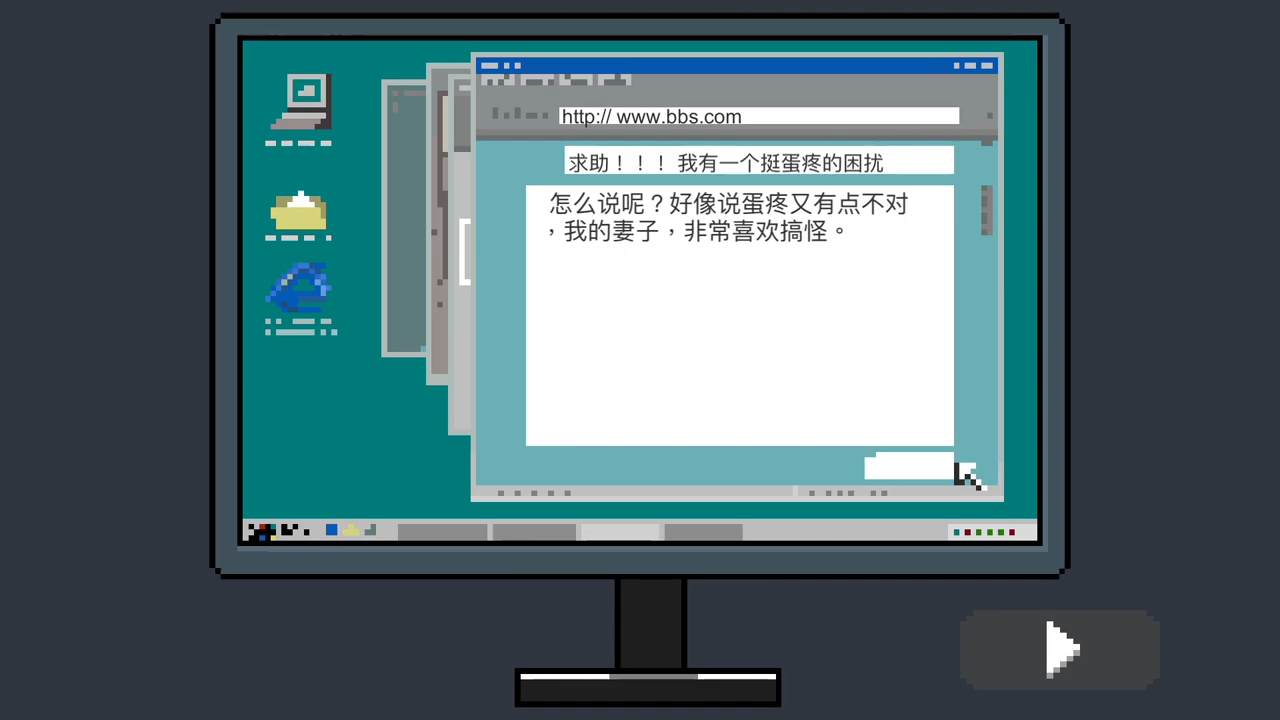 http:// www.bbs.com
求助！！！ 我有一个挺蛋疼的困扰
怎么说呢？好像说蛋疼又有点不对
，我的妻子，非常喜欢搞怪。